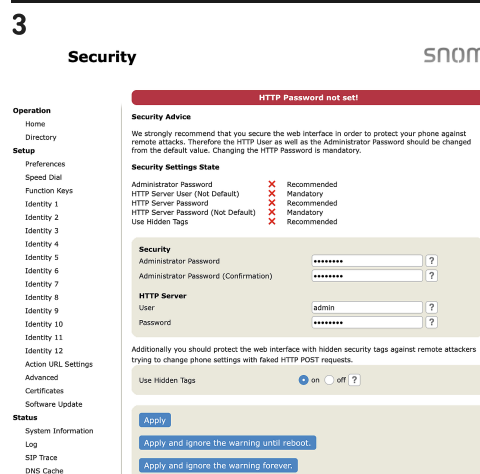 3
Security
snom
HTTP Password not set!
Operation
Home
Directory
Setup
Preferences
Speed Dial
Function Keys
Identity 1
Identity 2
Identity 3
Identity 4
Identity 5
Identity 6
Identity 7
Identity 8
Identity 9
Identity 10
Identity 11
Identity 12
Action URL Settings
Advanced
Certificates
Software Update
Status
System Information
Log
SIP Trace
DNS Cache
Security Advice
We strongly recommend that you secure the web interface in order to protect your phone against
remote attacks. Therefore the HTTP User as well as the Administrator Password should be changed
from the default value. Changing the HTTP Password is mandatory.
Security Settings State
Administrator Password Recommended
HTTP Server User (Not Default) Mandatory
HTTP Server Password Recommended
HTTP Server Password (Not Default) Mandatory
Use Hidden Tags Recommended
Security
Administrator Password •••••••• ?
Administrator Password (Confirmation) •••••••• ?
HTTP Server
User admin ?
Password •••••••• ?
Additionally you should protect the web interface with hidden security tags against remote attackers
trying to change phone settings with faked HTTP POST requests.
Use Hidden Tags on off ?
Apply
Apply and ignore the warning until reboot.
Apply and ignore the warning forever.